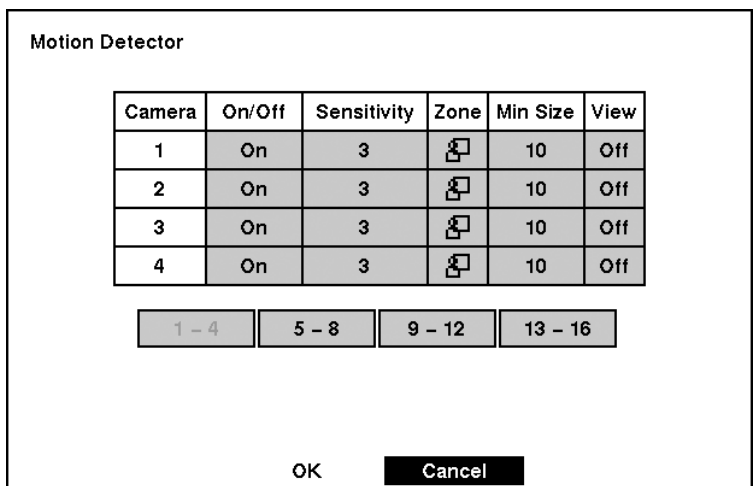 Motion Detector
Camera On/Off Sensitivity Zone Min Size View
1 On 3 10 Off
2 On 3 10 Off
3 On 3 10 Off
4 On 3 10 Off
1 – 4 5 – 8 9 – 12 13 – 16
OK Cancel